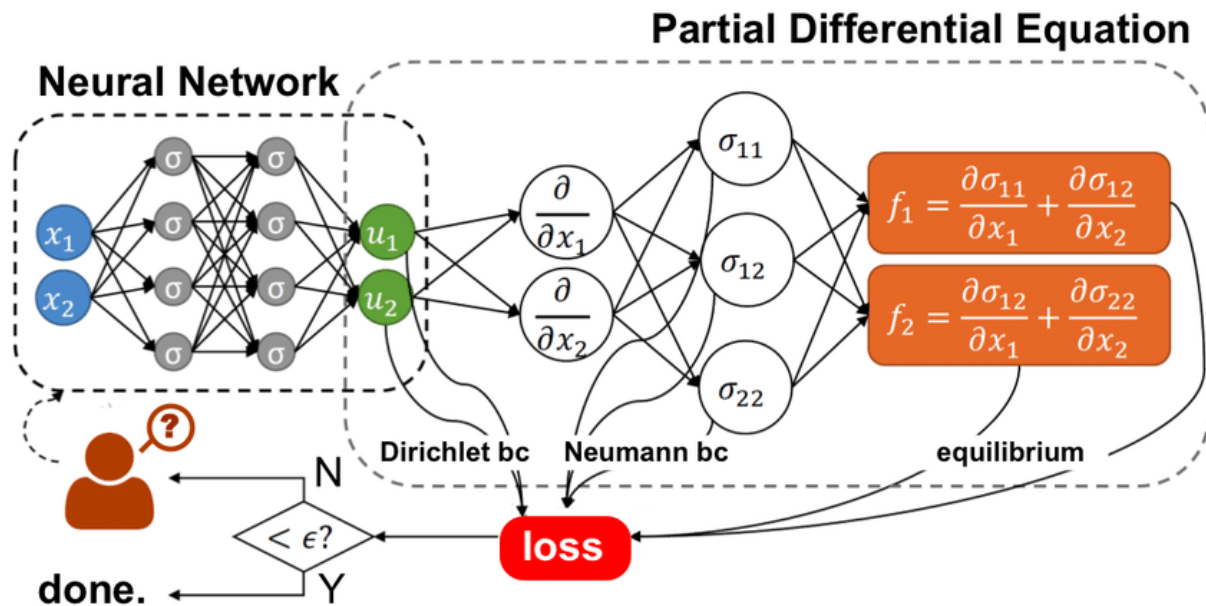 Partial Differential Equation
Neural Network
x₁
x₂
σ
σ
σ
σ
σ
σ
σ
σ
u₁
u₂
∂/∂x₁
∂/∂x₂
σ₁₁
σ₁₂
σ₂₂
f₁ = ∂σ₁₁/∂x₁ + ∂σ₁₂/∂x₂
f₂ = ∂σ₁₂/∂x₁ + ∂σ₂₂/∂x₂
?
Dirichlet bc
Neumann bc
equilibrium
N
< ϵ?
loss
Y
done.